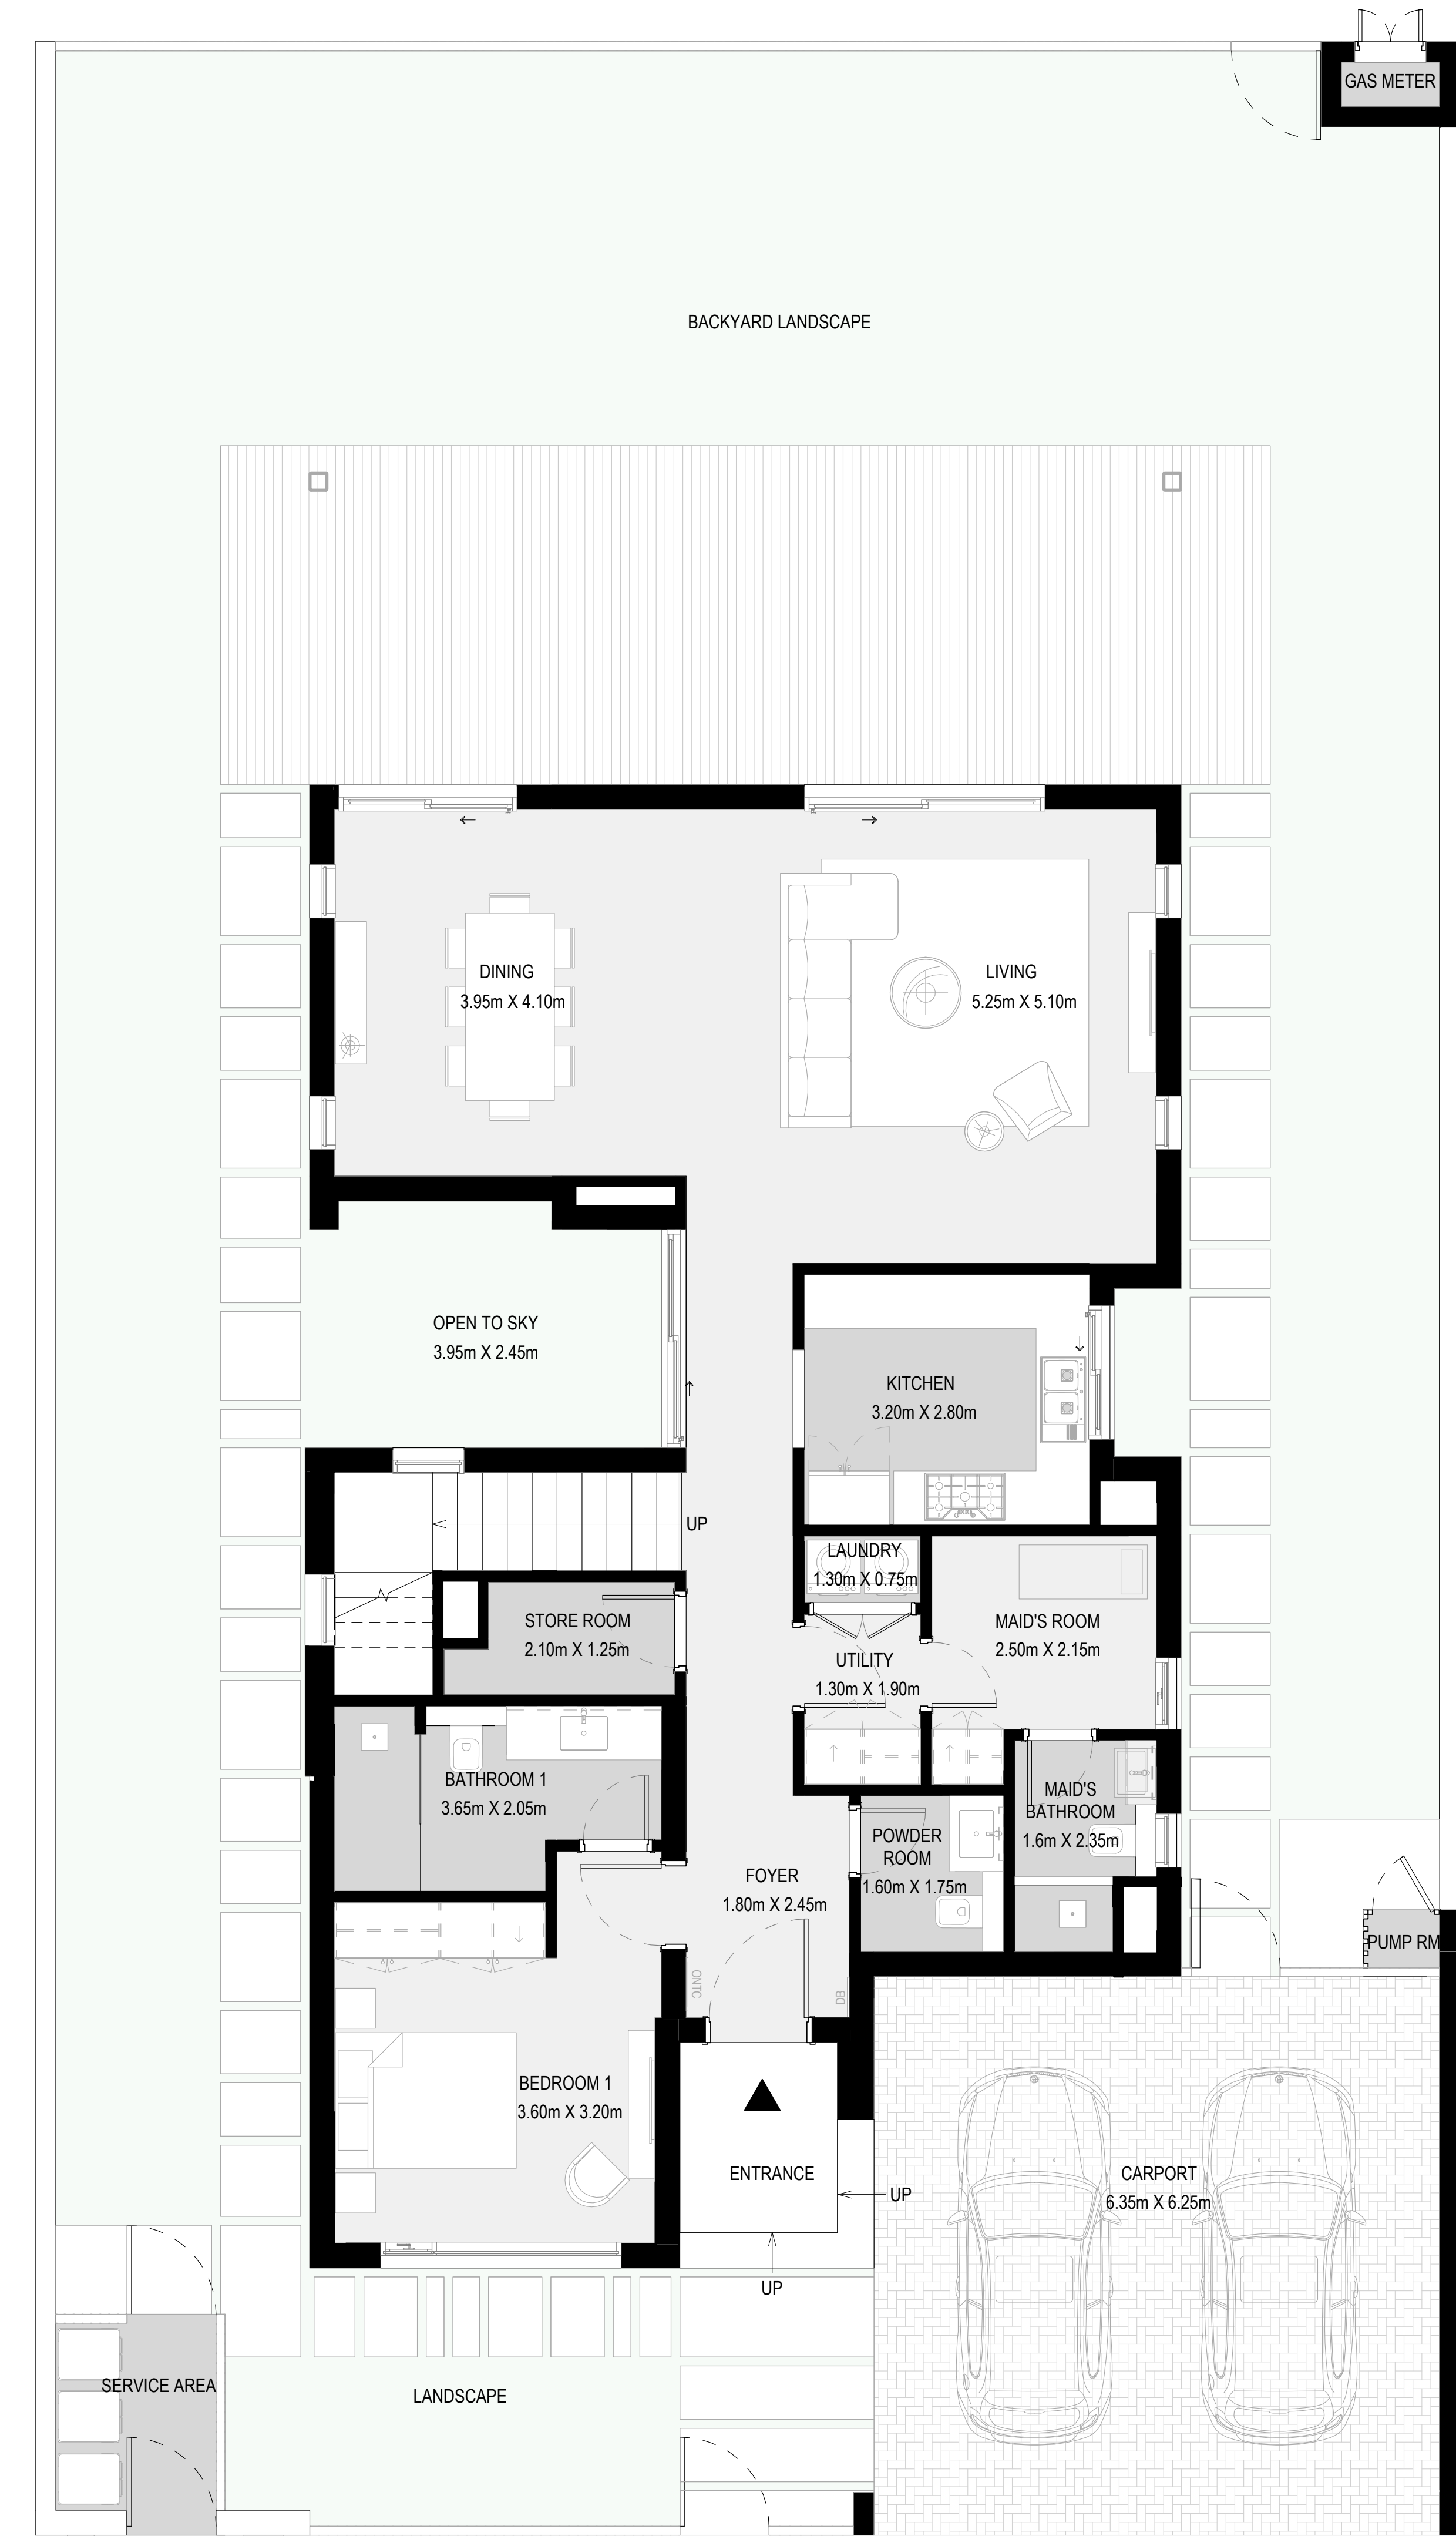 GAS METER
BACKYARD LANDSCAPE
DINING
3.95m X 4.10m
LIVING
5.25m X 5.10m
OPEN TO SKY
3.95m X 2.45m
KITCHEN
3.20m X 2.80m
UP
LAUNDRY
1.30m X 0.75m
STORE ROOM
2.10m X 1.25m
MAID'S ROOM
2.50m X 2.15m
UTILITY
1.30m X 1.90m
BATHROOM 1
3.65m X 2.05m
MAID'S
BATHROOM
1.6m X 2.35m
POWDER
ROOM
1.60m X 1.75m
FOYER
1.80m X 2.45m
PUMP RM
ONTC
DB
BEDROOM 1
3.60m X 3.20m
ENTRANCE
UP
UP
CARPORT
6.35m X 6.25m
SERVICE AREA
LANDSCAPE